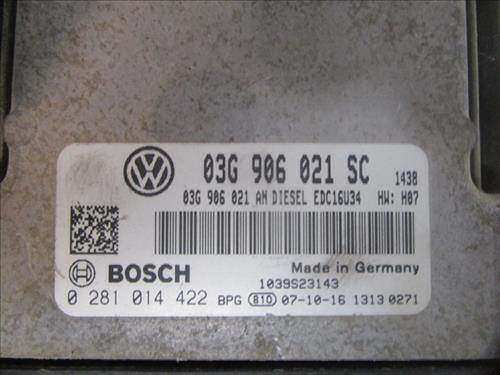 03G 906 021 SC 1438
03G 906 021 AN DIESEL EDC16U34 HW: H07
BOSCH
Made in Germany
1039S23143
0 281 014 422 BPG 810 07-10-16 1313 0271